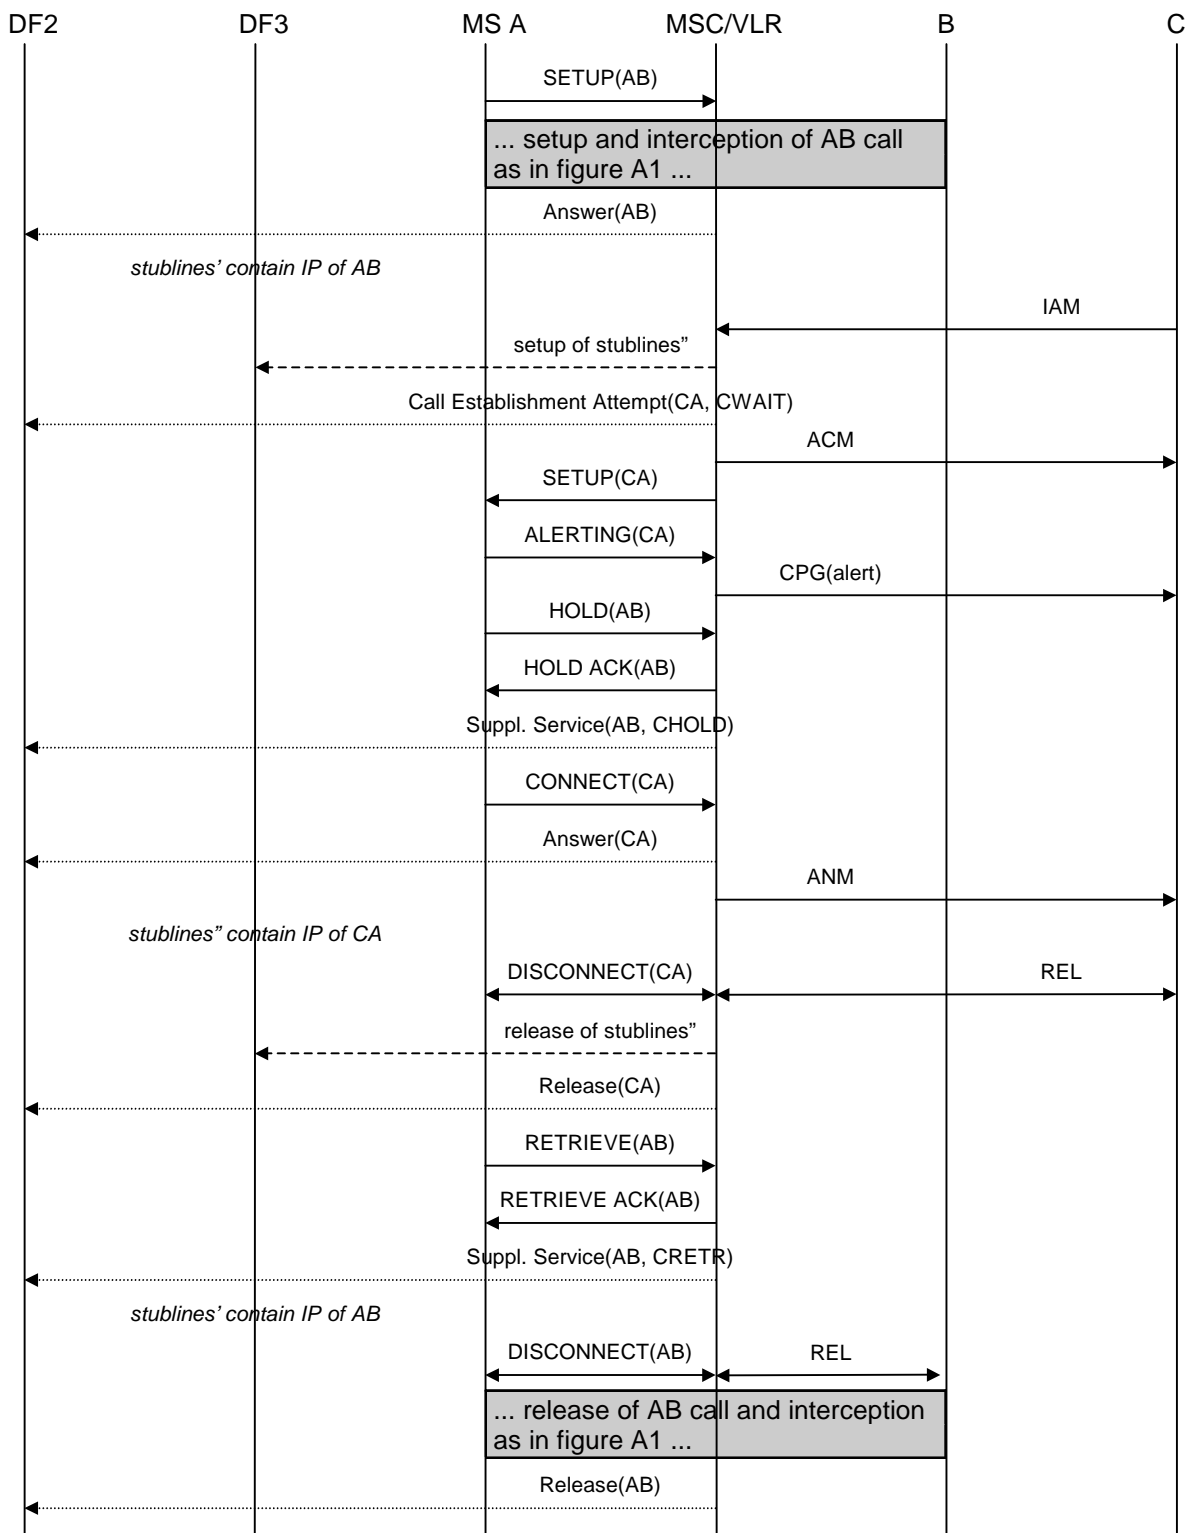 DF2 DF3 MS A MSC/VLR B C
SETUP(AB)
... setup and interception of AB call
as in figure A1 ...
Answer(AB)
stublines’ contain IP of AB
IAM
setup of stublines”
Call Establishment Attempt(CA, CWAIT)
ACM
SETUP(CA)
ALERTING(CA)
CPG(alert)
HOLD(AB)
HOLD ACK(AB)
Suppl. Service(AB, CHOLD)
CONNECT(CA)
Answer(CA)
ANM
stublines” contain IP of CA
DISCONNECT(CA) REL
release of stublines”
Release(CA)
RETRIEVE(AB)
RETRIEVE ACK(AB)
Suppl. Service(AB, CRETR)
stublines’ contain IP of AB
DISCONNECT(AB) REL
... release of AB call and interception
as in figure A1 ...
Release(AB)